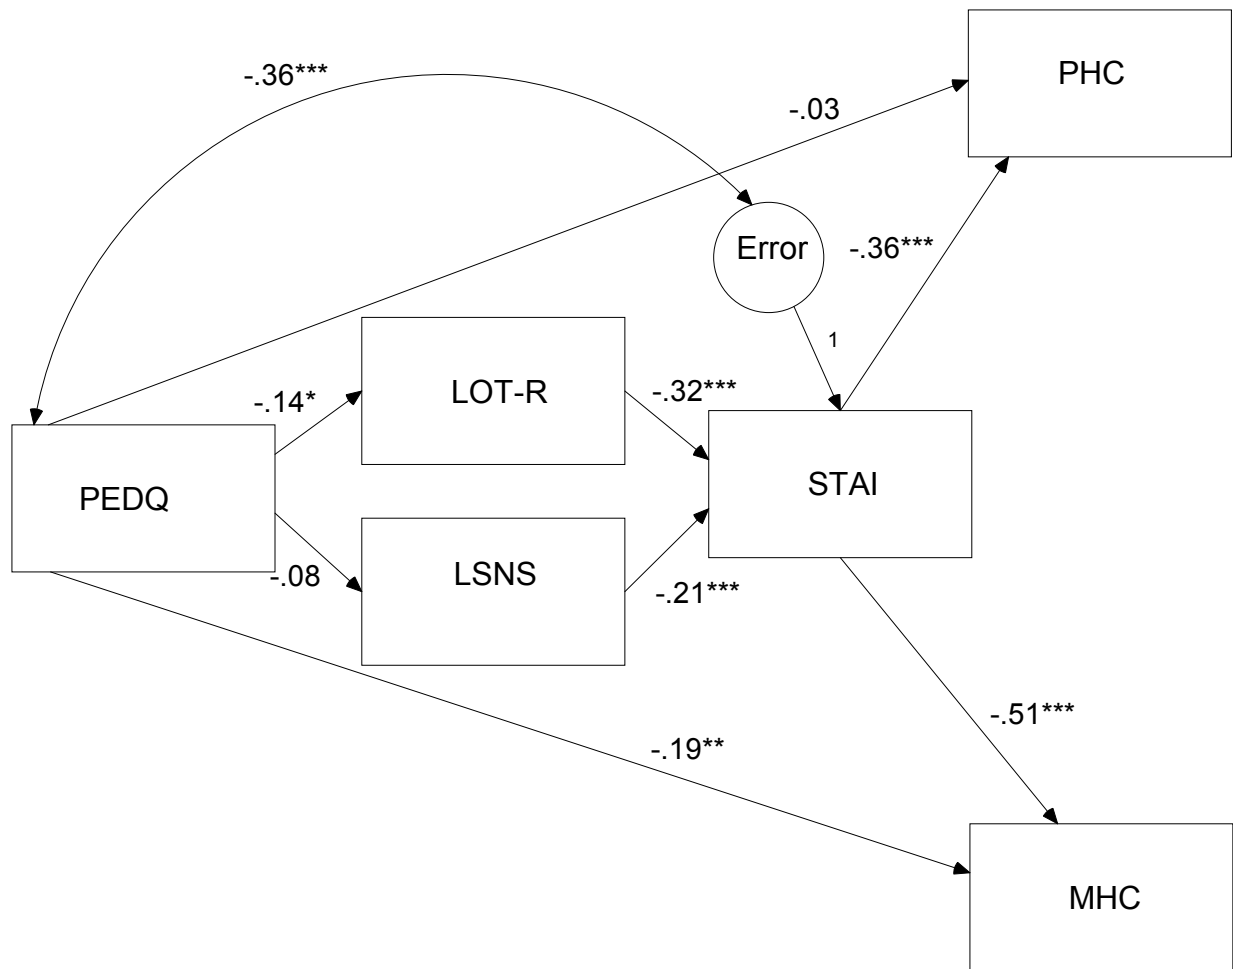 PHC
-.36***
-.03
Error
-.36***
1
LOT-R
-.32***
-.14*
STAI
PEDQ
LSNS
-.08
-.21***
-.51***
-.19**
MHC